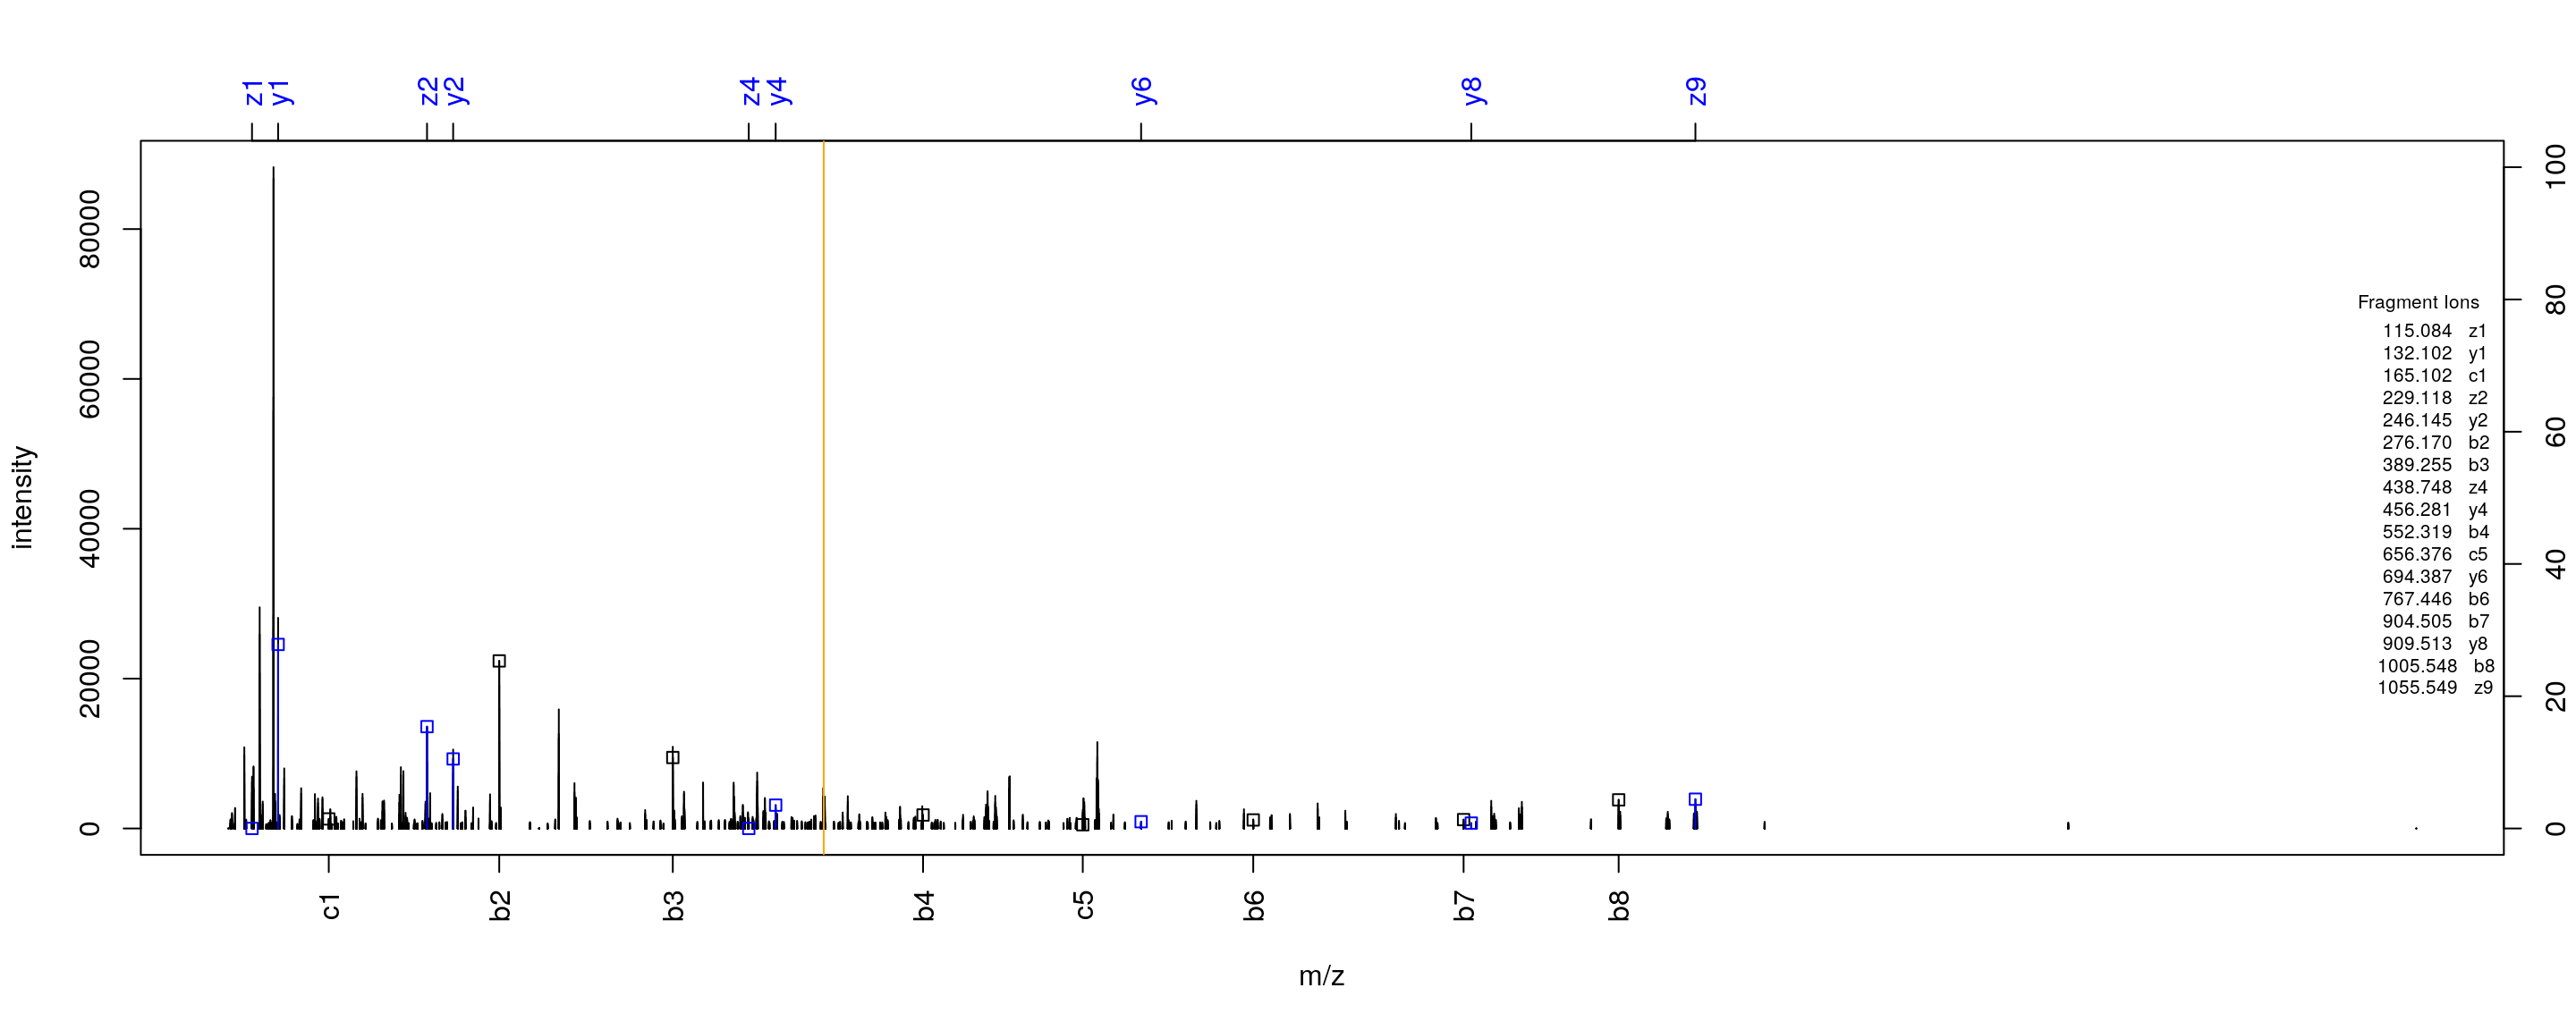 z1 y1 z2 y2 z4 y4 y6 y8 z9
intensity
0 20000 40000 60000 80000
0 20 40 60 80 100
Fragment Ions
115.084 z1
132.102 y1
165.102 c1
229.118 z2
246.145 y2
276.170 b2
389.255 b3
438.748 z4
456.281 y4
552.319 b4
656.376 c5
694.387 y6
767.446 b6
904.505 b7
909.513 y8
1005.548 b8
1055.549 z9
c1 b2 b3 b4 c5 b6 b7 b8
m/z